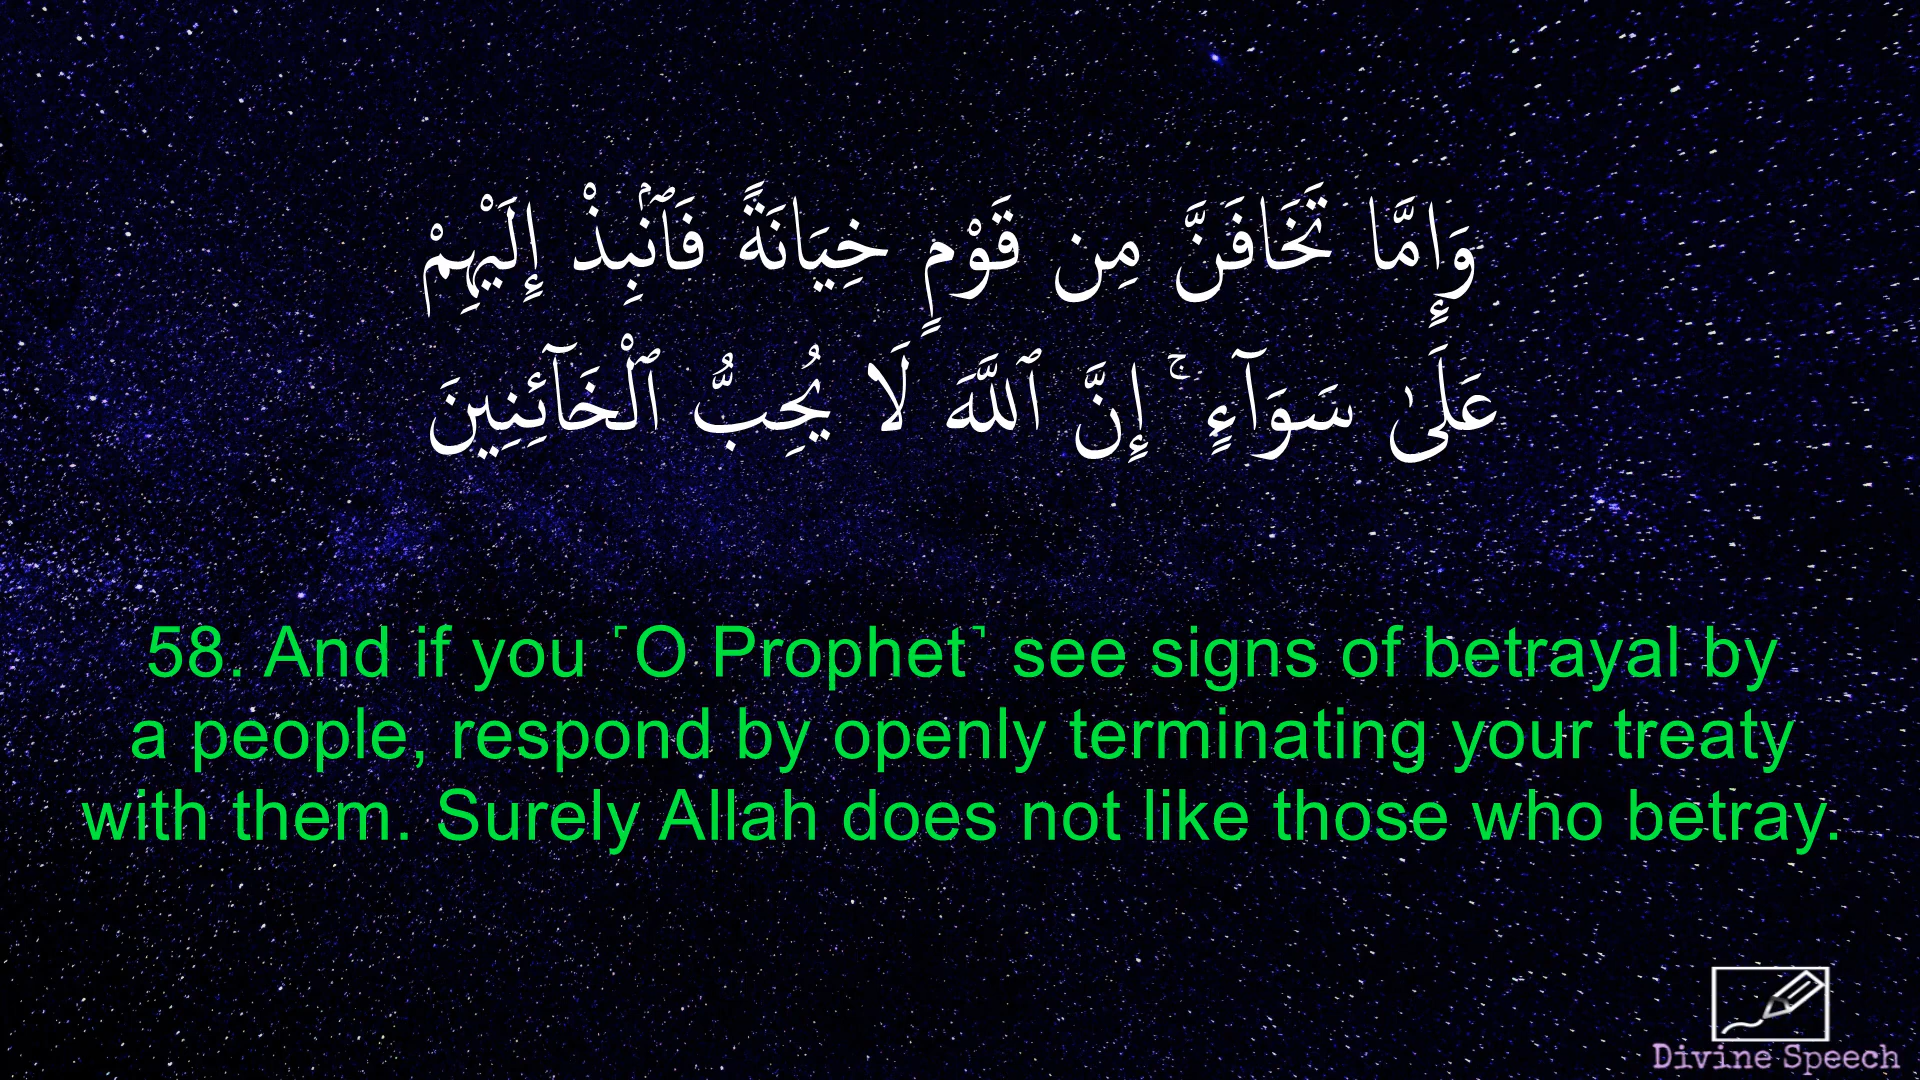 وَإِمَّا تَخَافَنَّ مِن قَوْمٍ خِيَانَةً فَٱنۢبِذْ إِلَيْهِمْ
عَلَىٰ سَوَآءٍ ۚ إِنَّ ٱللَّهَ لَا يُحِبُّ ٱلْخَآئِنِينَ
58. And if you ˹O Prophet˺ see signs of betrayal by
a people, respond by openly terminating your treaty
with them. Surely Allah does not like those who betray.
Divine Speech